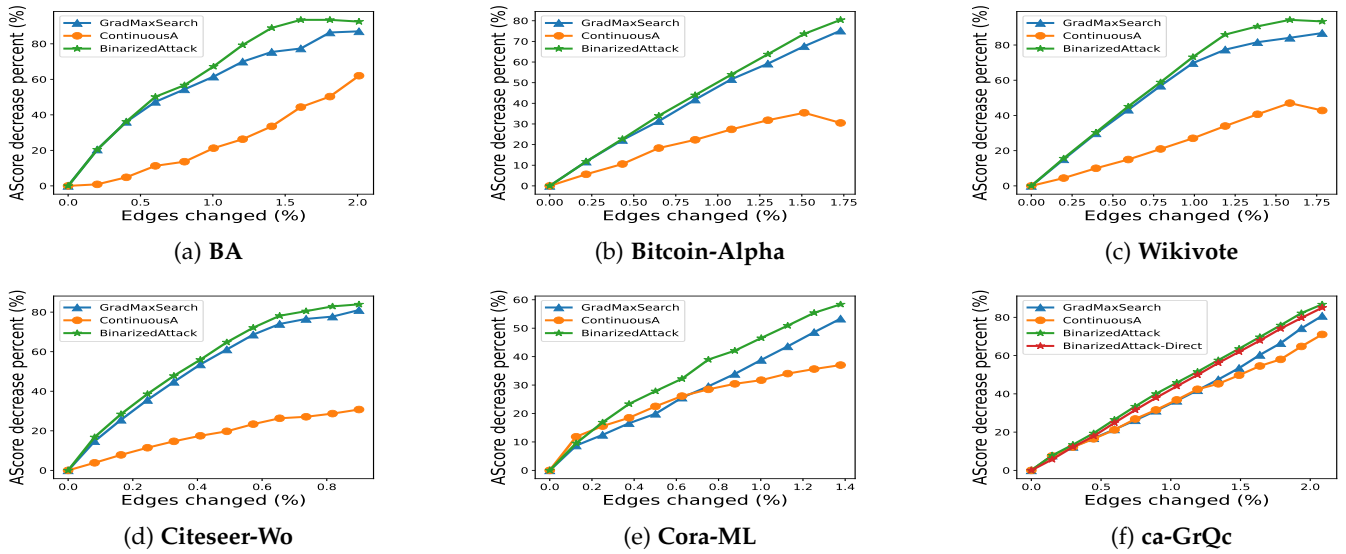 AScore decrease percent (%)
80
60
40
20
0
GradMaxSearch
ContinuousA
BinarizedAttack
0.0 0.5 1.0 1.5 2.0
Edges changed (%)
(a) BA
AScore decrease percent (%)
80
70
60
50
40
30
20
10
0
GradMaxSearch
ContinuousA
BinarizedAttack
0.00 0.25 0.50 0.75 1.00 1.25 1.50 1.75
Edges changed (%)
(b) Bitcoin-Alpha
AScore decrease percent (%)
80
60
40
20
0
GradMaxSearch
ContinuousA
BinarizedAttack
0.00 0.25 0.50 0.75 1.00 1.25 1.50 1.75
Edges changed (%)
(c) Wikivote
AScore decrease percent (%)
80
60
40
20
0
GradMaxSearch
ContinuousA
BinarizedAttack
0.0 0.2 0.4 0.6 0.8
Edges changed (%)
(d) Citeseer-Wo
AScore decrease percent (%)
60
50
40
30
20
10
0
GradMaxSearch
ContinuousA
BinarizedAttack
0.0 0.2 0.4 0.6 0.8 1.0 1.2 1.4
Edges changed (%)
(e) Cora-ML
AScore decrease percent (%)
80
60
40
20
0
GradMaxSearch
ContinuousA
BinarizedAttack
BinarizedAttack-Direct
0.0 0.5 1.0 1.5 2.0
Edges changed (%)
(f) ca-GrQc